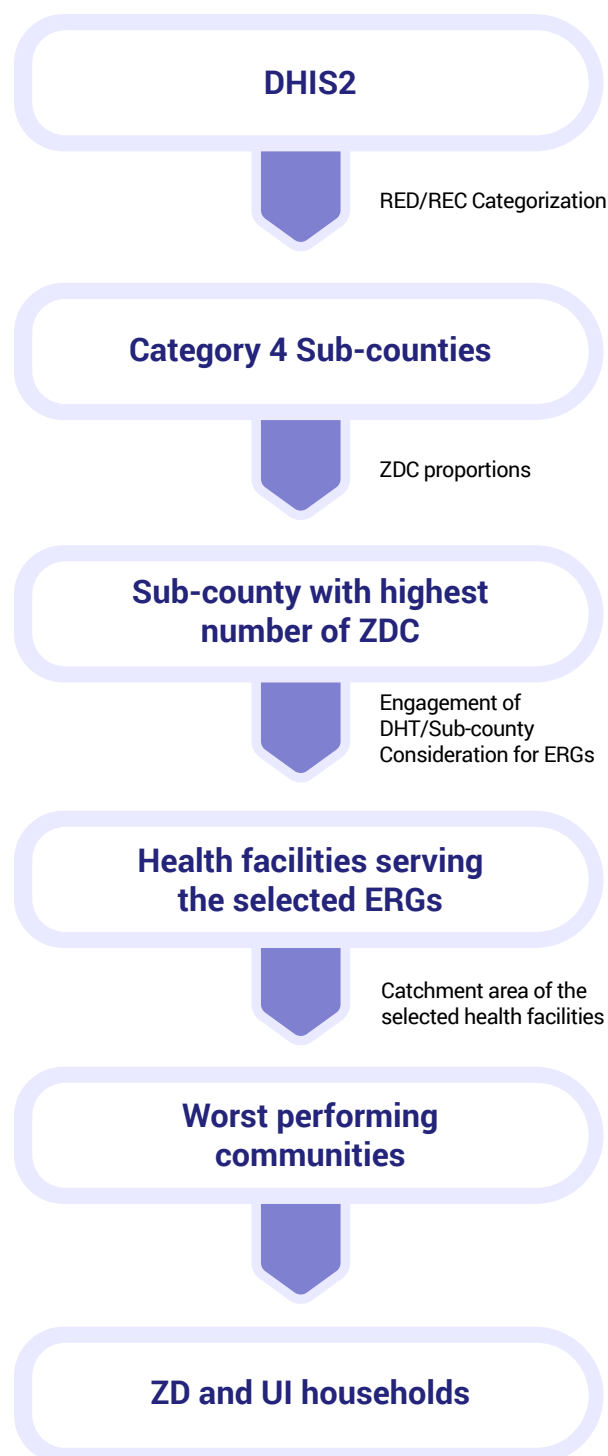 DHIS2
RED/REC Categorization
Category 4 Sub-counties
ZDC proportions
Sub-county with highest
number of ZDC
Engagement of
DHT/Sub-county
Consideration for ERGs
Health facilities serving
the selected ERGs
Catchment area of the
selected health facilities
Worst performing
communities
ZD and UI households